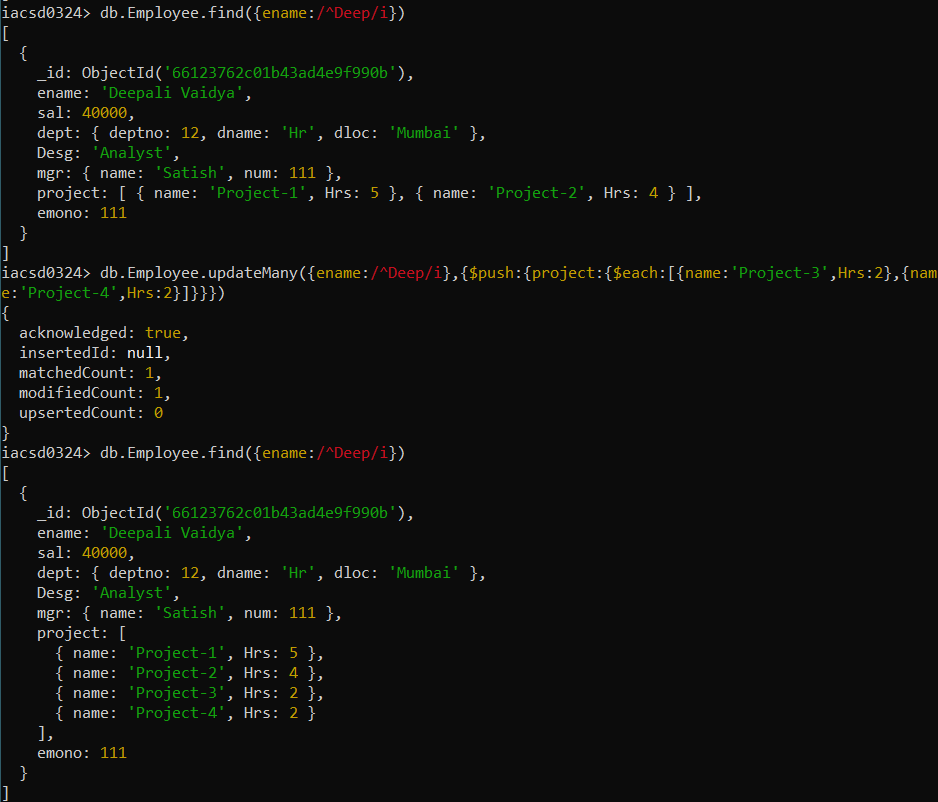 iacsd0324> db.Employee.find({ename:/^Deep/i})
[
  {
    _id: ObjectId('66123762c01b43ad4e9f990b'),
    ename: 'Deepali Vaidya',
    sal: 40000,
    dept: { deptno: 12, dname: 'Hr', dloc: 'Mumbai' },
    Desg: 'Analyst',
    mgr: { name: 'Satish', num: 111 },
    project: [ { name: 'Project-1', Hrs: 5 }, { name: 'Project-2', Hrs: 4 } ],
    emono: 111
  }
]
iacsd0324> db.Employee.updateMany({ename:/^Deep/i},{$push:{project:{$each:[{name:'Project-3',Hrs:2},{nam
e:'Project-4',Hrs:2}]}}})
{
  acknowledged: true,
  insertedId: null,
  matchedCount: 1,
  modifiedCount: 1,
  upsertedCount: 0
}
iacsd0324> db.Employee.find({ename:/^Deep/i})
[
  {
    _id: ObjectId('66123762c01b43ad4e9f990b'),
    ename: 'Deepali Vaidya',
    sal: 40000,
    dept: { deptno: 12, dname: 'Hr', dloc: 'Mumbai' },
    Desg: 'Analyst',
    mgr: { name: 'Satish', num: 111 },
    project: [
      { name: 'Project-1', Hrs: 5 },
      { name: 'Project-2', Hrs: 4 },
      { name: 'Project-3', Hrs: 2 },
      { name: 'Project-4', Hrs: 2 }
    ],
    emono: 111
  }
]